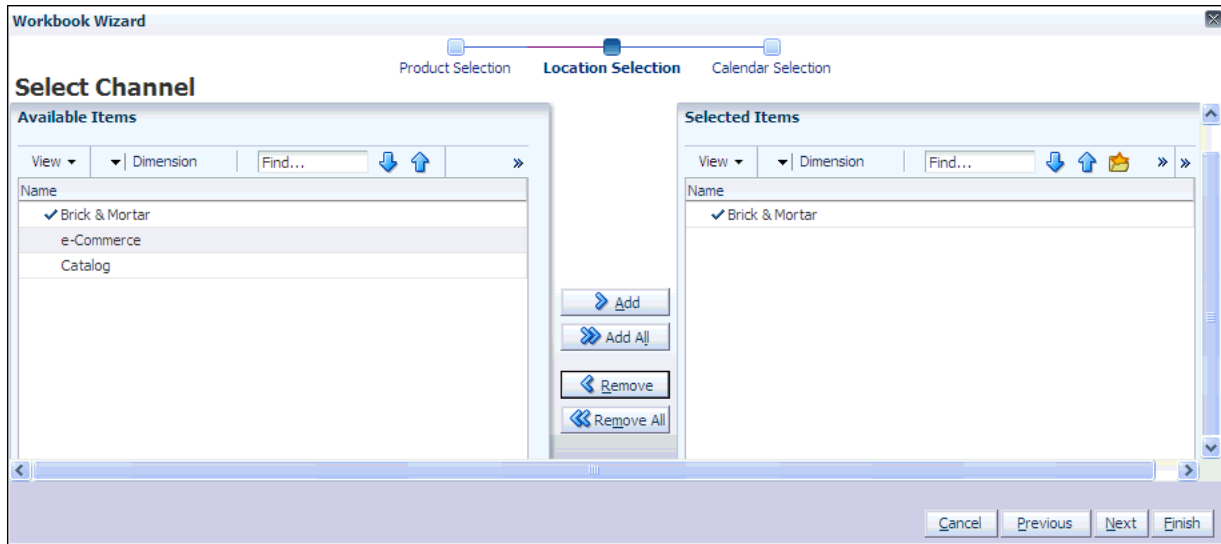 Workbook Wizard
Product Selection Location Selection Calendar Selection
Select Channel
Available Items
View Dimension Find... »
Name
Brick & Mortar
e-Commerce
Catalog
Add
Add All
Remove
Remove All
Selected Items
View Dimension Find... » »
Name
Brick & Mortar
Cancel Previous Next Finish